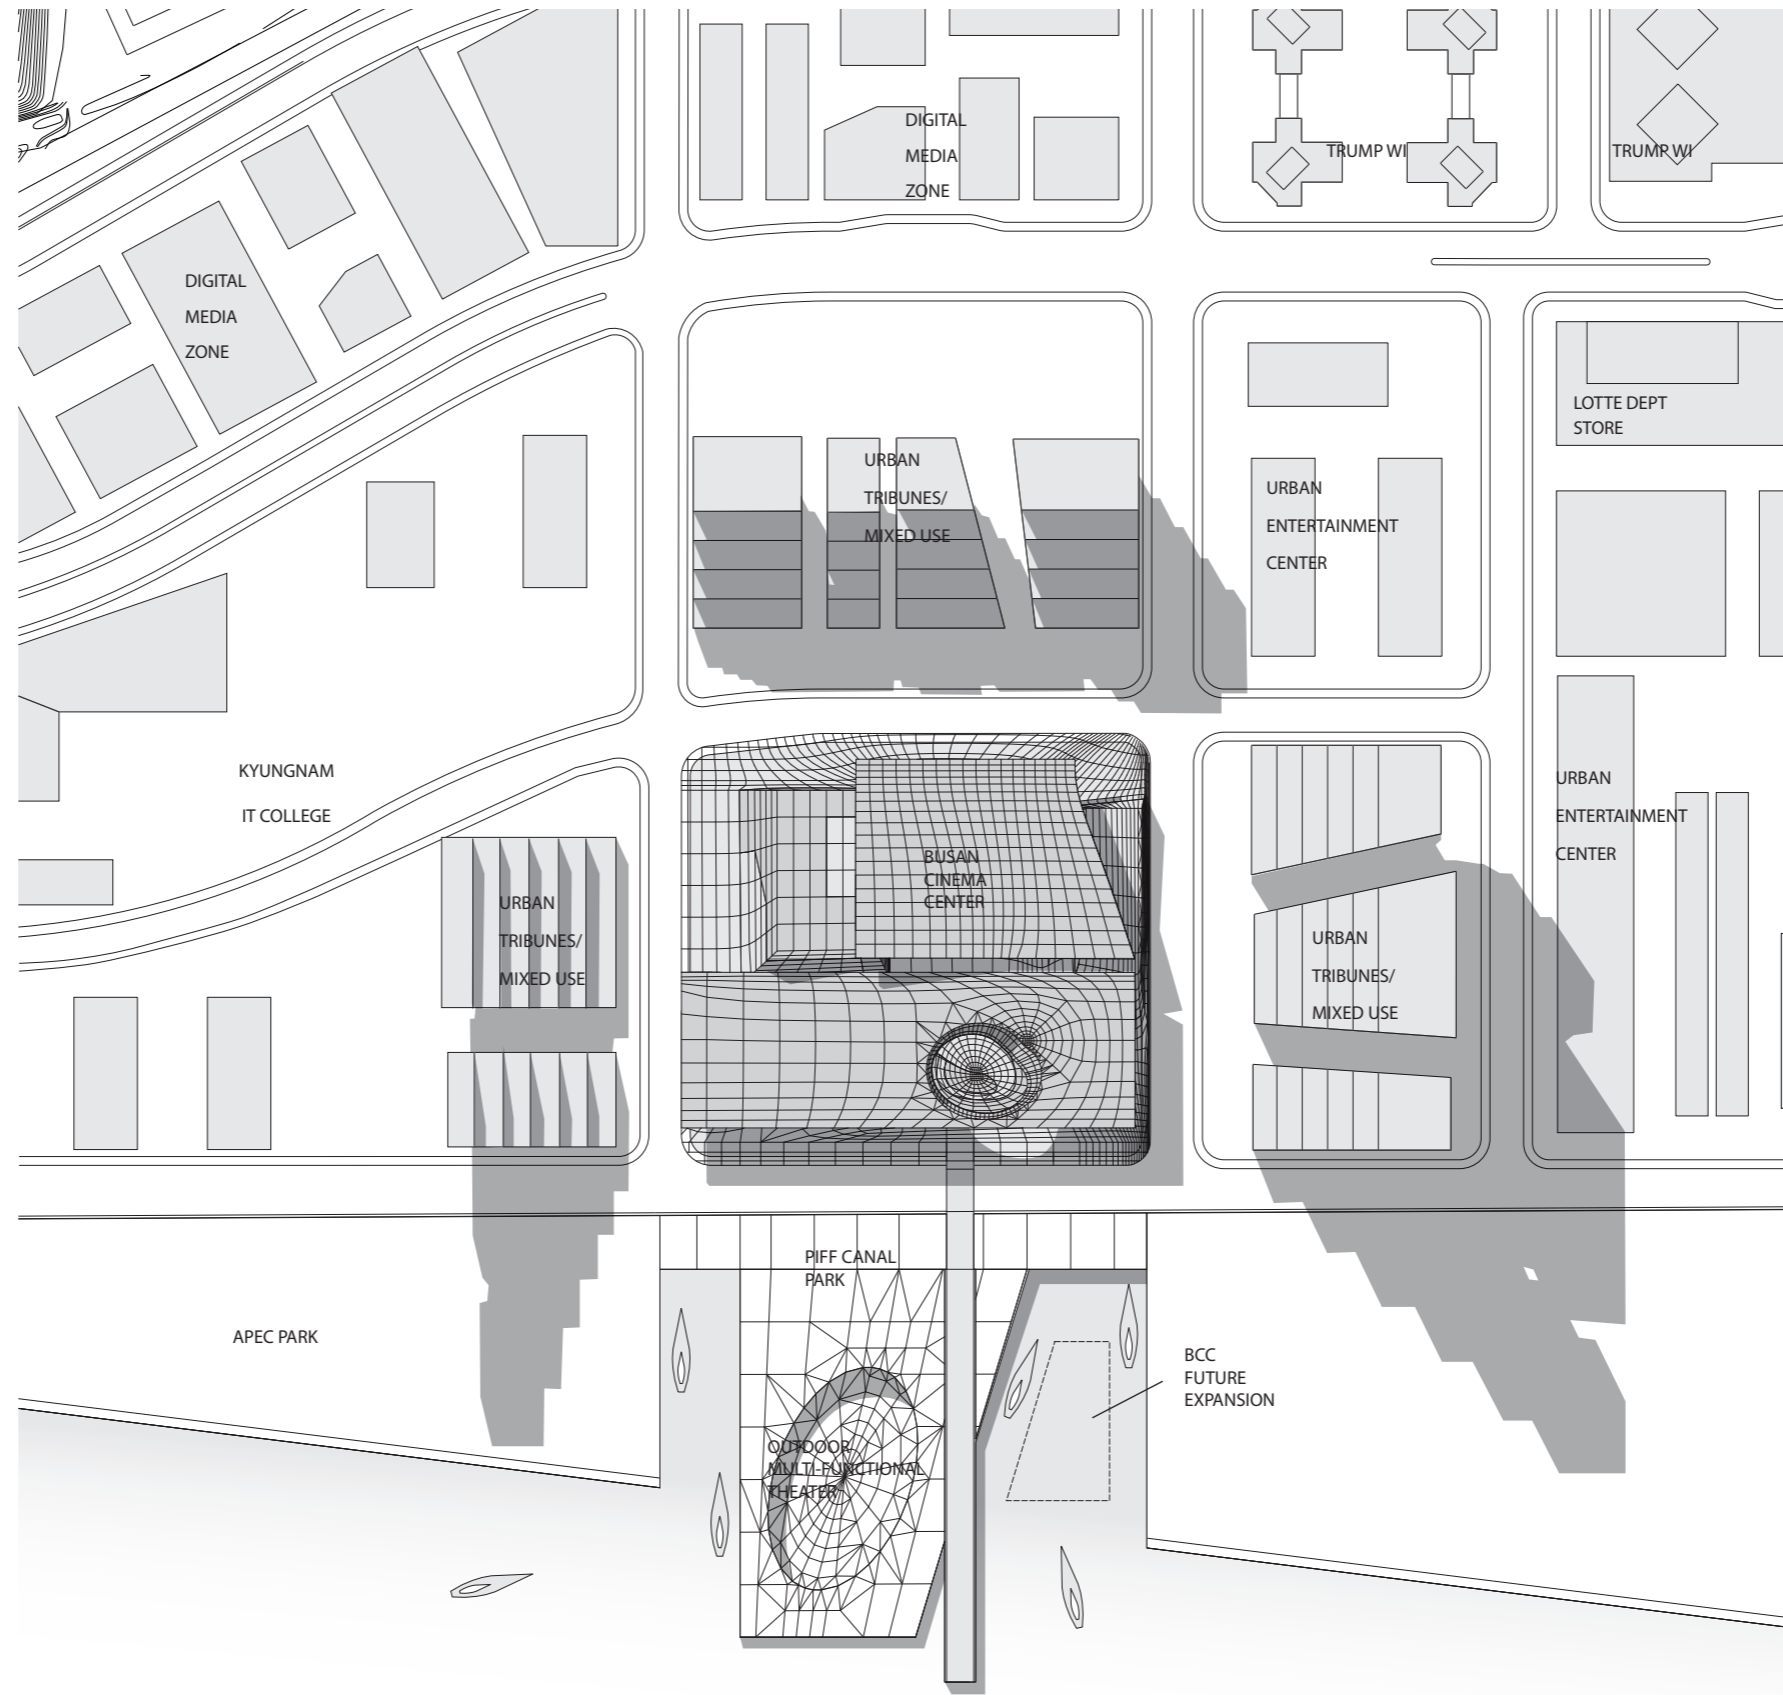 DIGITAL
MEDIA
ZONE
TRUMP WI
TRUMP WI
DIGITAL
MEDIA
ZONE
LOTTE DEPT
STORE
URBAN
TRIBUNES/
MIXED USE
URBAN
ENTERTAINMENT
CENTER
KYUNGNAM
IT COLLEGE
URBAN
ENTERTAINMENT
CENTER
BUSAN
CINEMA
CENTER
URBAN
TRIBUNES/
MIXED USE
URBAN
TRIBUNES/
MIXED USE
PIFF CANAL
PARK
APEC PARK
BCC
FUTURE
EXPANSION
OUTDOOR
MULTI-FUNCTIONAL
THEATER